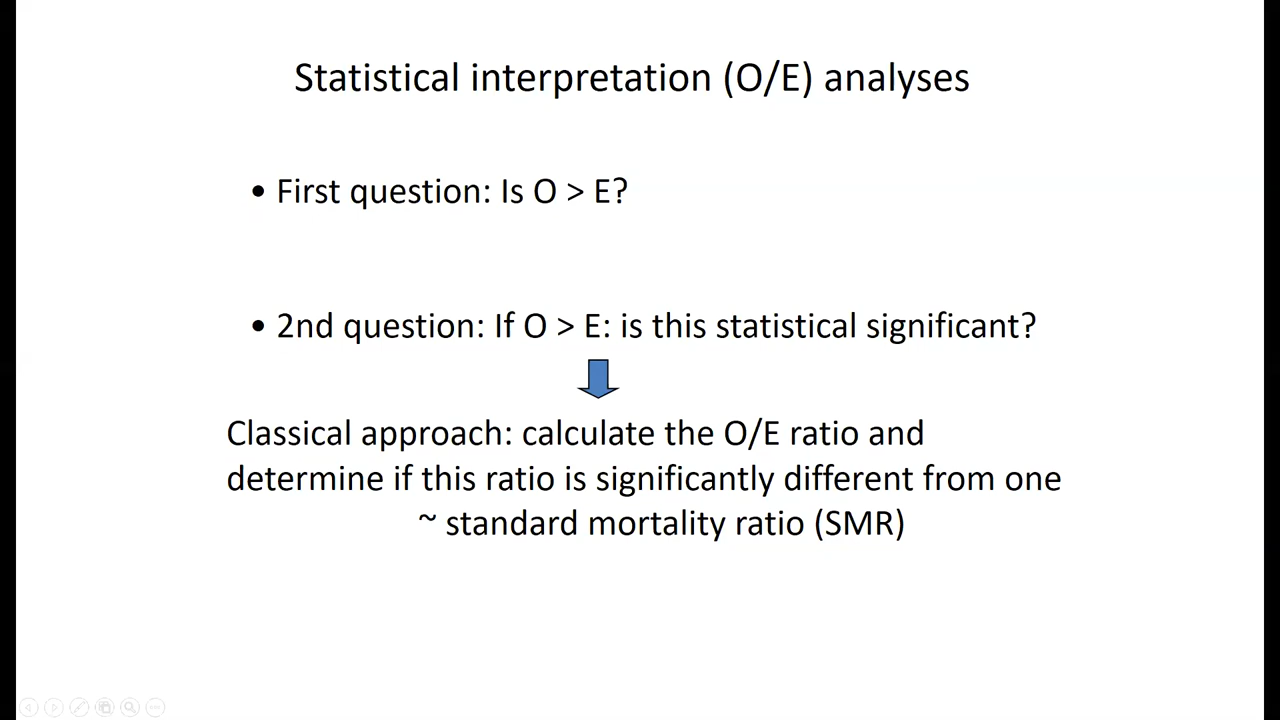 Statistical interpretation (O/E) analyses
• First question: Is O > E?
• 2nd question: If O > E: is this statistical significant?
Classical approach: calculate the O/E ratio and
determine if this ratio is significantly different from one
~ standard mortality ratio (SMR)